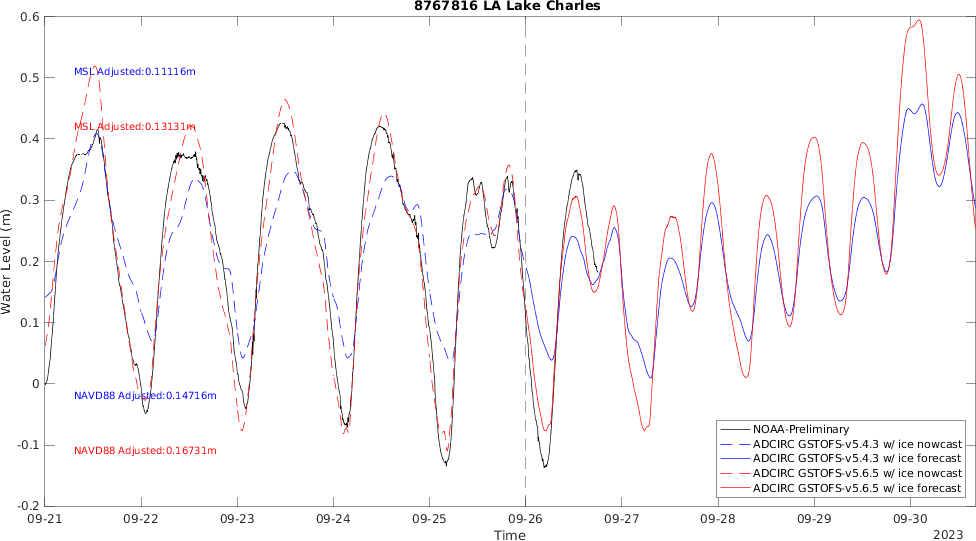 8767816 LA Lake Charles
0.6
0.5
0.4
0.3
0.2
0.1
0
-0.1
-0.2
Water Level (m)
MSL Adjusted:0.11116m
MSL Adjusted:0.13131m
NAVD88 Adjusted:0.14716m
NAVD88 Adjusted:0.16731m
NOAA-Preliminary
ADCIRC GSTOFS-v5.4.3 w/ ice nowcast
ADCIRC GSTOFS-v5.4.3 w/ ice forecast
ADCIRC GSTOFS-v5.6.5 w/ ice nowcast
ADCIRC GSTOFS-v5.6.5 w/ ice forecast
09-21 09-22 09-23 09-24 09-25 09-26 09-27 09-28 09-29 09-30
Time
2023